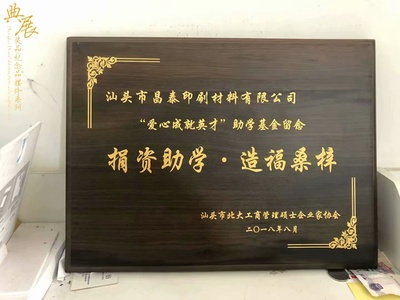 典展
汕头市昌泰印刷材料有限公司
“爱心成就英才”助学基金留念
捐资助学·造福桑梓
汕头市北大工商管理硕士企业家协会
二〇一八年八月